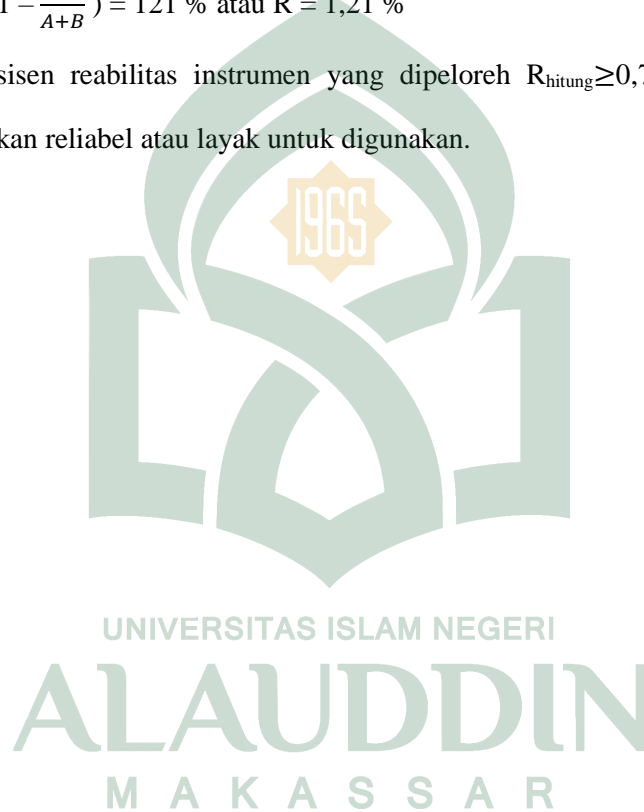 1 − A+B ) = 121 % atau R = 1,21 %
sisen reabilitas instrumen yang dipeloreh Rhitung≥0,7
kan reliabel atau layak untuk digunakan.
1965
UNIVERSITAS ISLAM NEGERI
ALAUDDIN
MAKASSAR